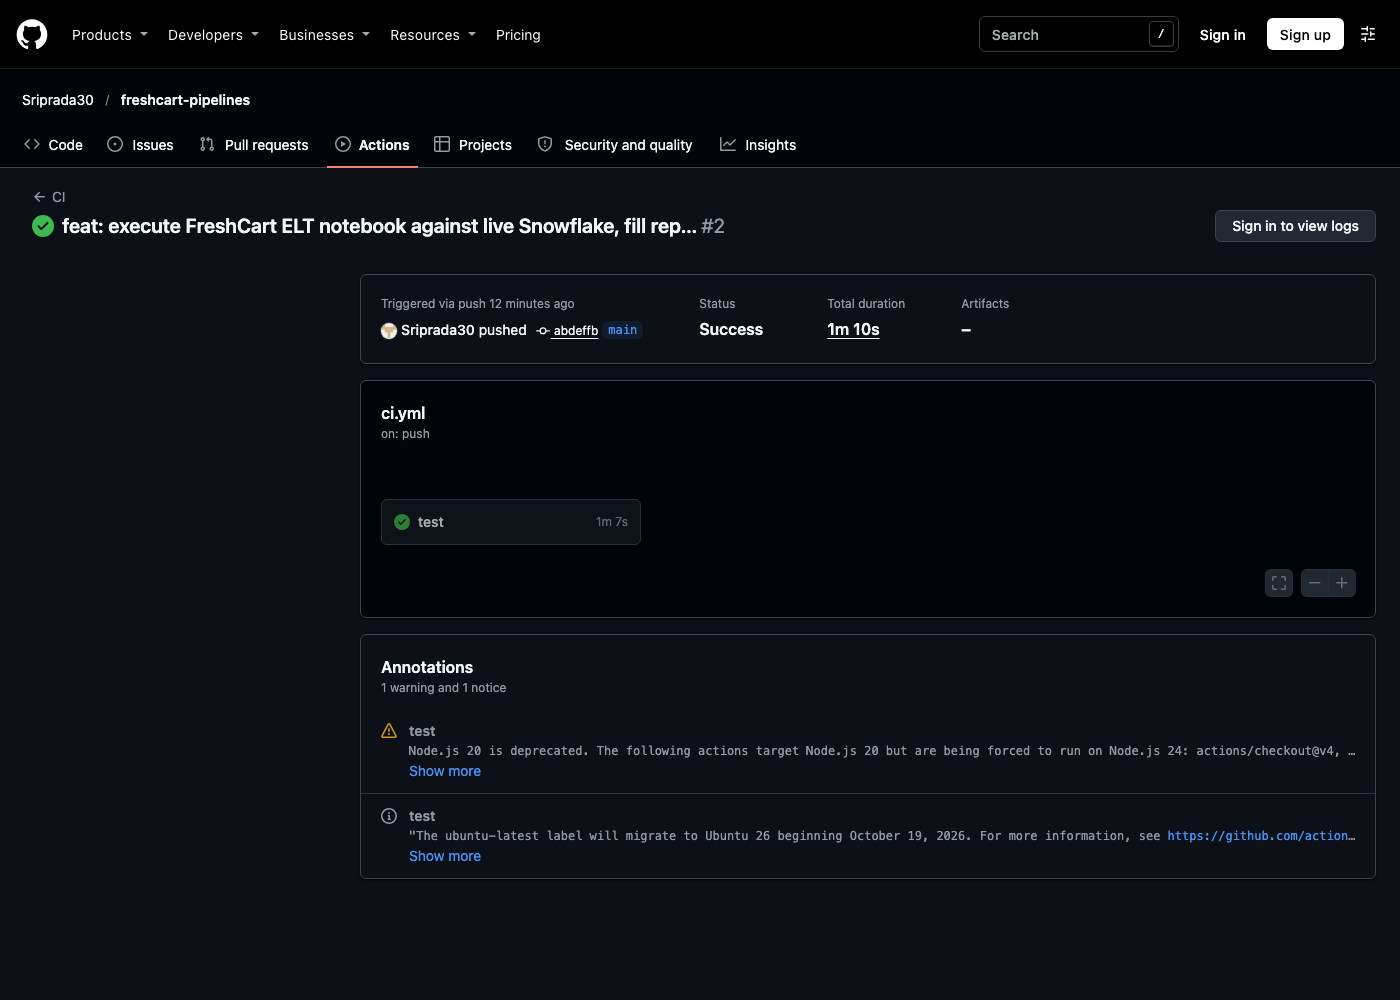 Products Developers Businesses Resources Pricing Search / Sign in Sign up
Sriprada30 / freshcart-pipelines
Code Issues Pull requests Actions Projects Security and quality Insights
← CI
feat: execute FreshCart ELT notebook against live Snowflake, fill rep... #2
Sign in to view logs
Triggered via push 12 minutes ago
Sriprada30 pushed abdeffb main
Status
Success
Total duration
1m 10s
Artifacts
–
ci.yml
on: push
test 1m 7s
Annotations
1 warning and 1 notice
test
Node.js 20 is deprecated. The following actions target Node.js 20 but are being forced to run on Node.js 24: actions/checkout@v4, …
Show more
test
"The ubuntu-latest label will migrate to Ubuntu 26 beginning October 19, 2026. For more information, see https://github.com/action…
Show more